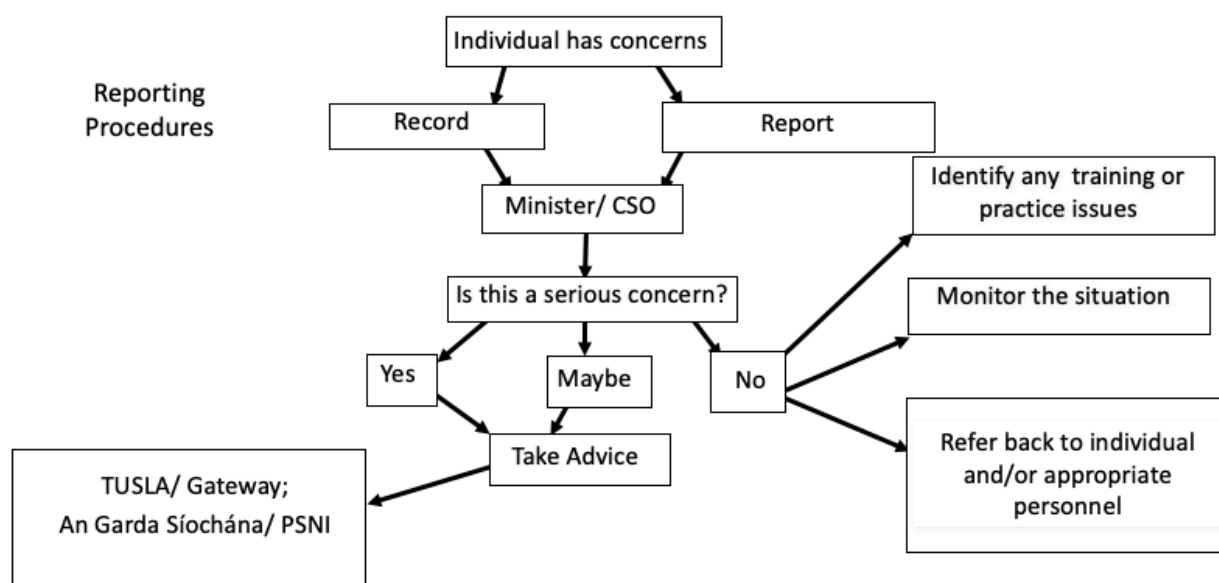 Individual has concerns
Reporting
Procedures
Record
Report
Minister/ CSO
Identify any training or
practice issues
Is this a serious concern?
Monitor the situation
Yes
Maybe
No
Take Advice
Refer back to individual
and/or appropriate
personnel
TUSLA/ Gateway;
An Garda Síochána/ PSNI